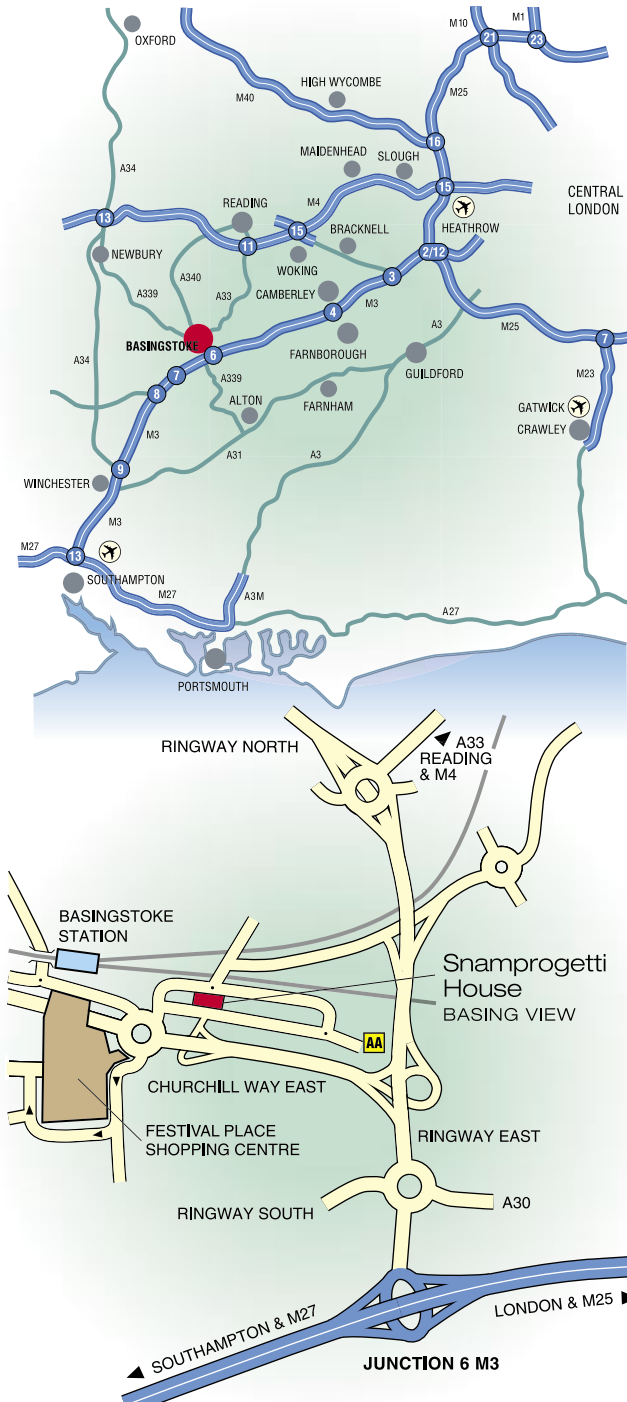 M10
M1
OXFORD
21
23
HIGH WYCOMBE
M25
M40
16
MAIDENHEAD
SLOUGH
A34
15
CENTRAL
LONDON
READING
M4
13
HEATHROW
15
BRACKNELL
11
2/12
NEWBURY
WOKING
A340
3
A339
A33
CAMBERLEY
M3
4
A3
M25
BASINGSTOKE
6
FARNBOROUGH
7
A34
A339
GUILDFORD
7
M23
8
ALTON
FARNHAM
GATWICK
CRAWLEY
M3
A31
A3
9
WINCHESTER
M3
M27
13
SOUTHAMPTON
M27
A3M
A27
PORTSMOUTH
RINGWAY NORTH
A33
READING
& M4
BASINGSTOKE
STATION
Snamprogetti
House
BASING VIEW
AA
CHURCHILL WAY EAST
FESTIVAL PLACE
SHOPPING CENTRE
RINGWAY EAST
RINGWAY SOUTH
A30
SOUTHAMPTON & M27
LONDON & M25
JUNCTION 6 M3